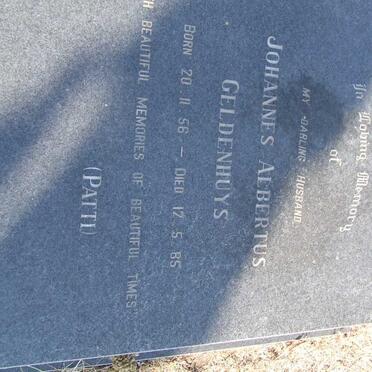 In Loving Memory
of
MY DARLING HUSBAND
JOHANNES ALBERTUS
GELDENHUYS
BORN 20 11 56 – DIED 17 5 85
BEAUTIFUL MEMORIES OF BEAUTIFUL TIMES
(PATTI)